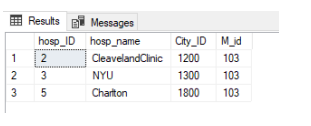 Results Messages
hosp_ID hosp_name City_ID M_id
1 2 CleavelandClinic 1200 103
2 3 NYU 1300 103
3 5 Charlton 1800 103